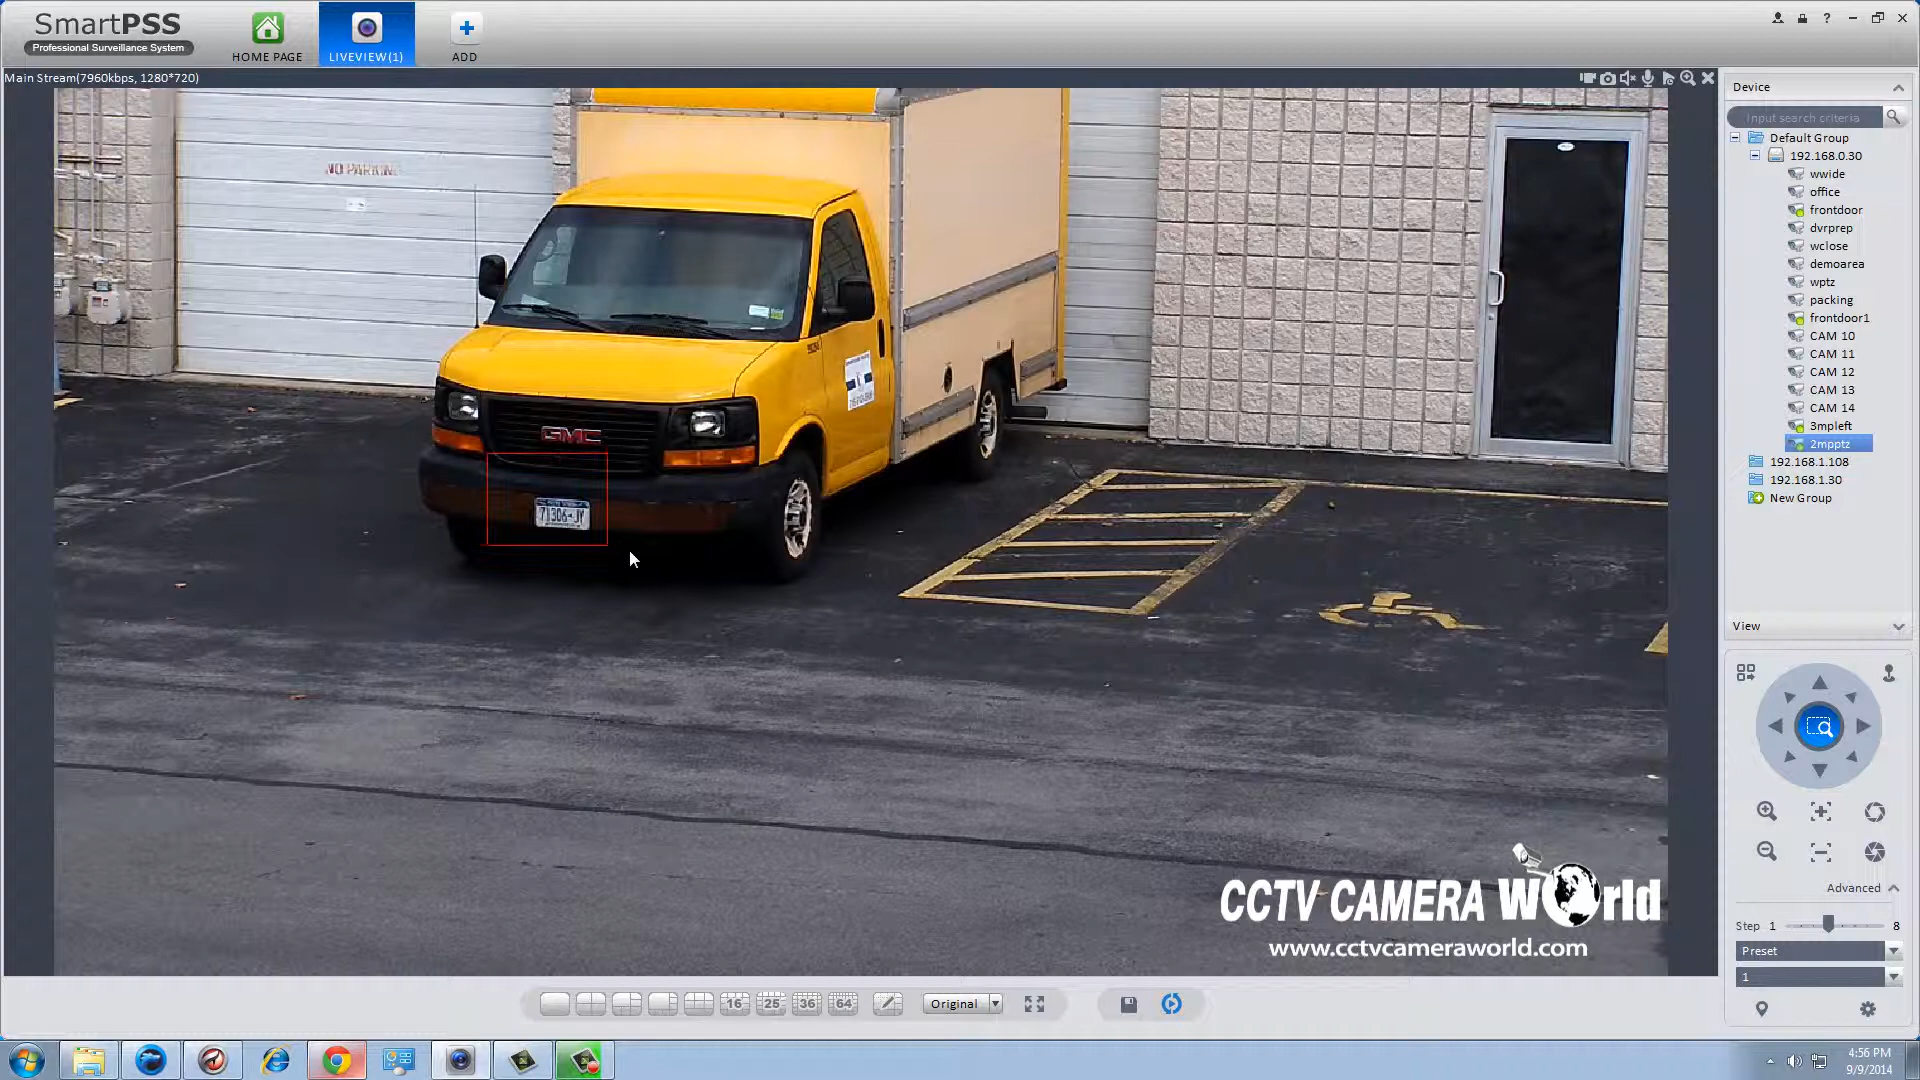 SmartPSS
Professional Surveillance System
HOME PAGE
LIVEVIEW(1)
ADD
?
Main Stream(7960kbps, 1280*720)
NO PARKING
GMC
71306-JY
CCTV CAMERA World
www.cctvcameraworld.com
Device
Input search criteria
Default Group
192.168.0.30
wwide
office
frontdoor
dvrprep
wclose
demoarea
wptz
packing
frontdoor1
CAM 10
CAM 11
CAM 12
CAM 13
CAM 14
3mpleft
2mpptz
192.168.1.108
192.168.1.30
New Group
View
Advanced
Step 1 8
Preset
1
16 25 36 64 Original
4:56 PM
9/9/2014